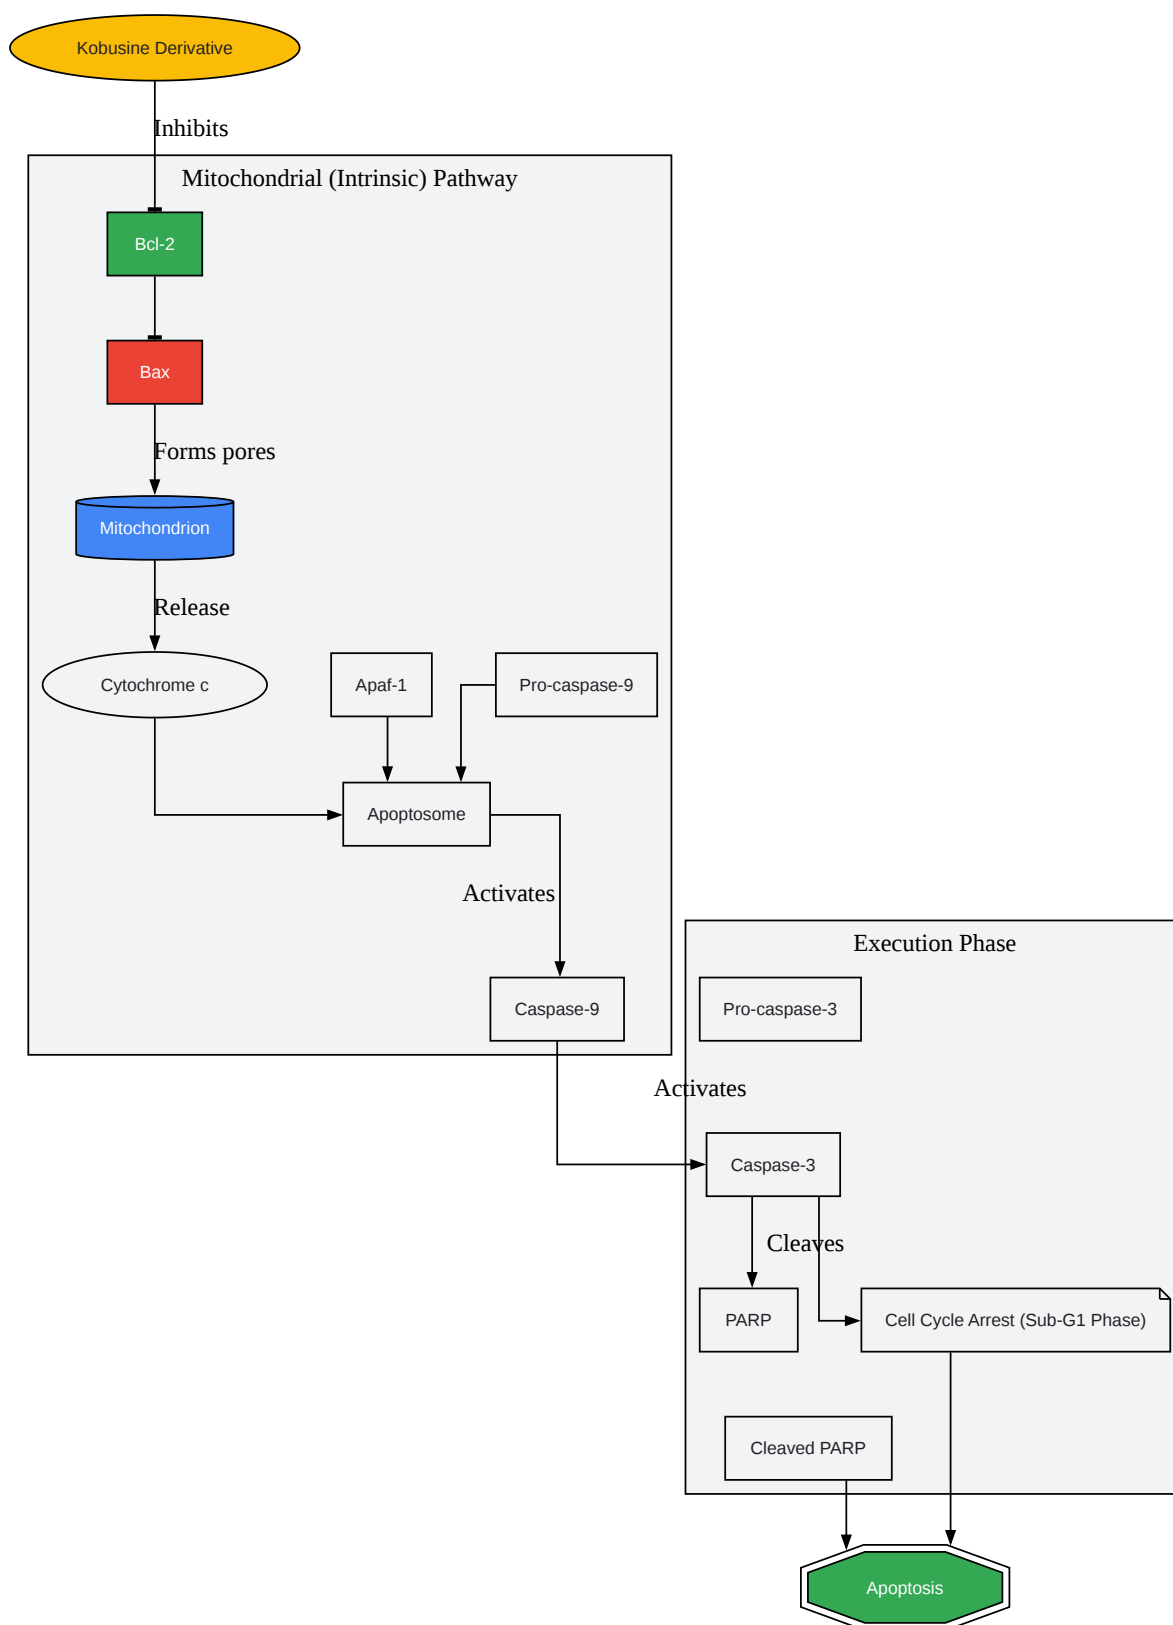 Kobusine Derivative
Inhibits
Mitochondrial (Intrinsic) Pathway
Bcl-2
Bax
Forms pores
Mitochondrion
Release
Cytochrome c
Apaf-1
Pro-caspase-9
Apoptosome
Activates
Caspase-9
Execution Phase
Pro-caspase-3
Activates
Caspase-3
Cleaves
PARP
Cell Cycle Arrest (Sub-G1 Phase)
Cleaved PARP
Apoptosis